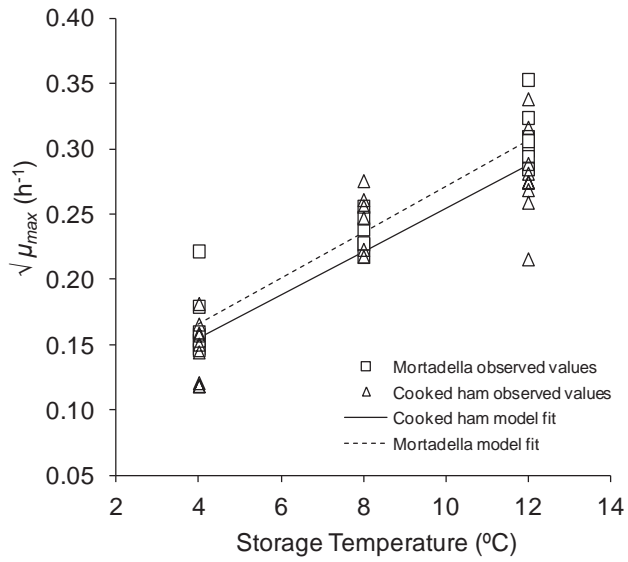 0.40
0.35
0.30
0.25
0.20
0.15
0.10
0.05
√ μmax (h-1)
Mortadella observed values
Cooked ham observed values
Cooked ham model fit
Mortadella model fit
2 4 6 8 10 12 14
Storage Temperature (ºC)